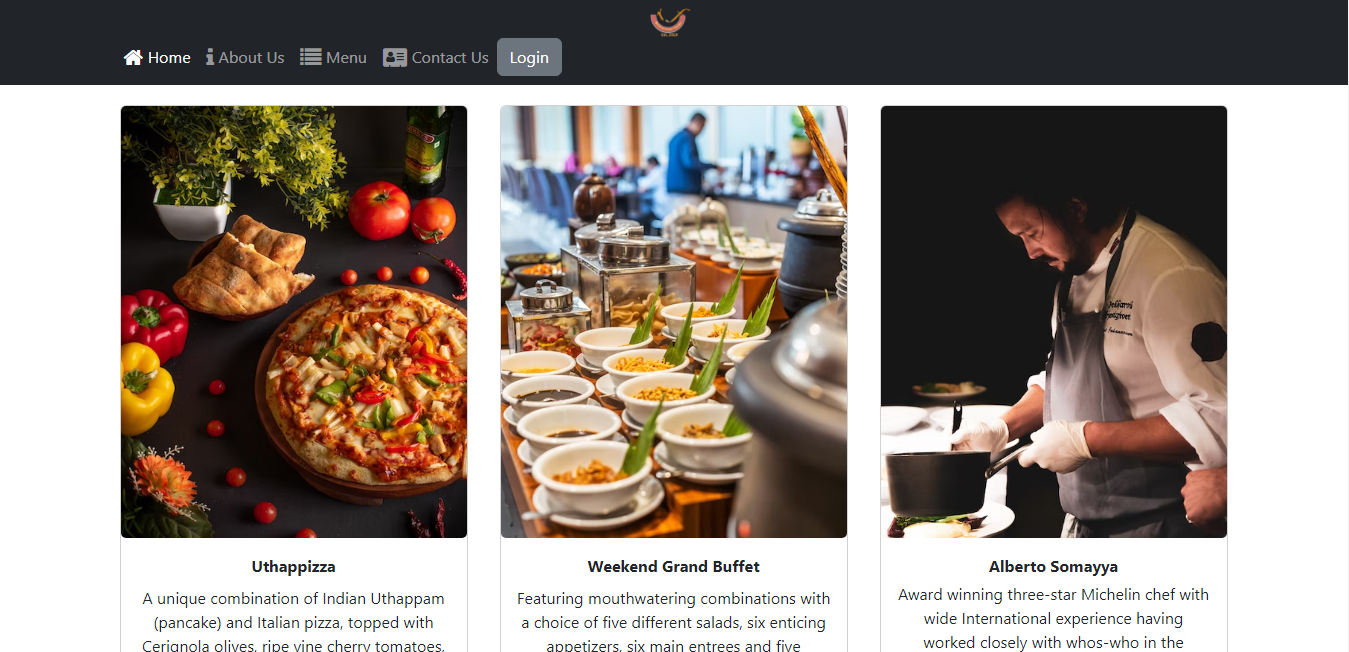 Home About Us Menu Contact Us Login
Uthappizza
A unique combination of Indian Uthappam
(pancake) and Italian pizza, topped with
Cerignola olives, ripe vine cherry tomatoes,
Weekend Grand Buffet
Featuring mouthwatering combinations with
a choice of five different salads, six enticing
appetizers, six main entrees and five
Alberto Somayya
Award winning three-star Michelin chef with
wide International experience having
worked closely with whos-who in the